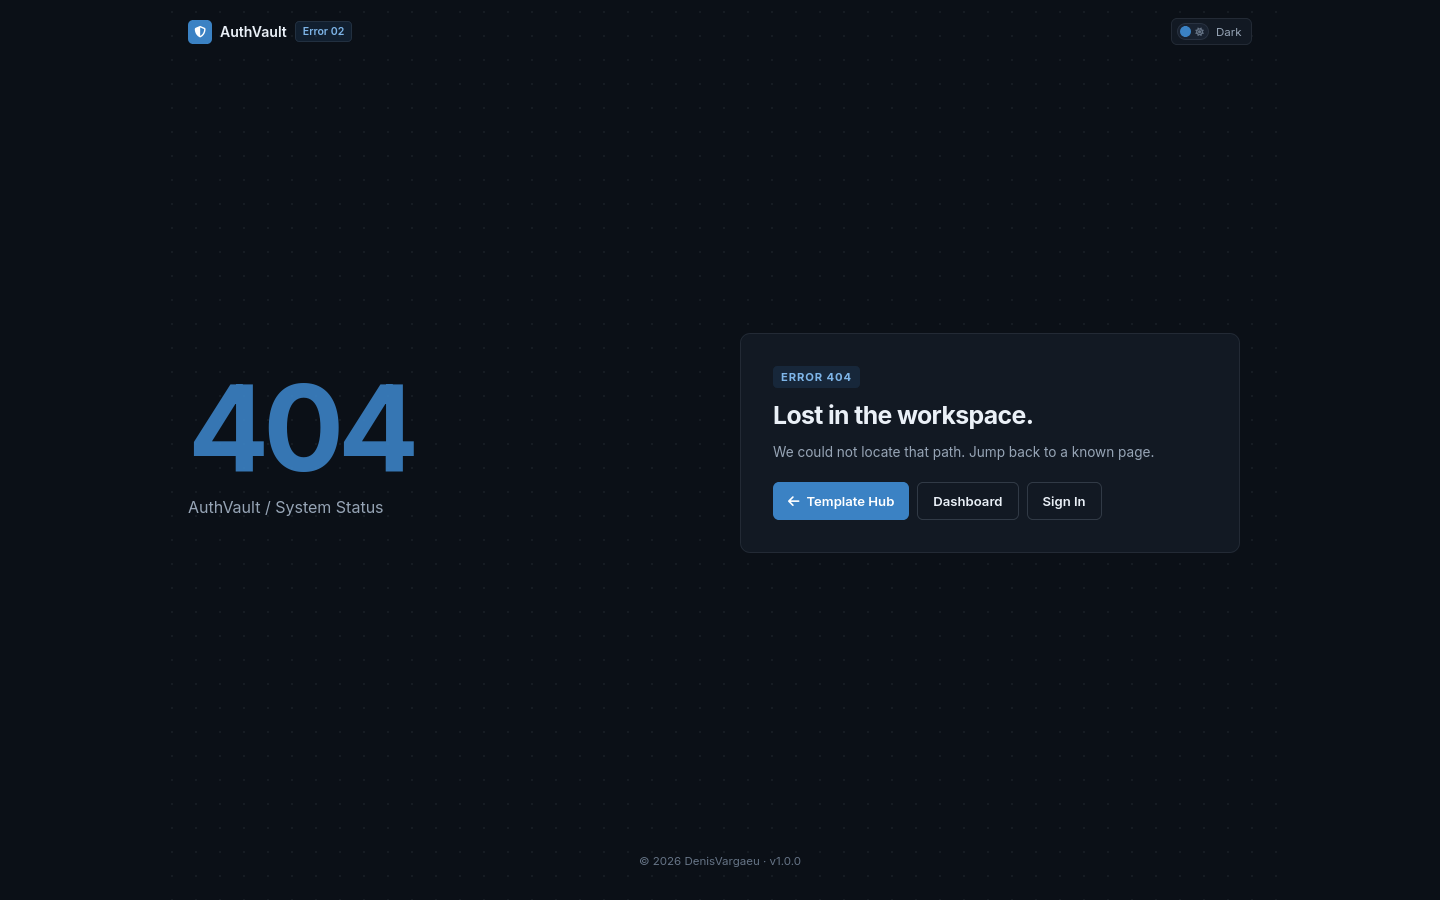 AuthVault Error 02
Dark
404
AuthVault / System Status
ERROR 404
Lost in the workspace.
We could not locate that path. Jump back to a known page.
Template Hub Dashboard Sign In
© 2026 DenisVargaeu · v1.0.0